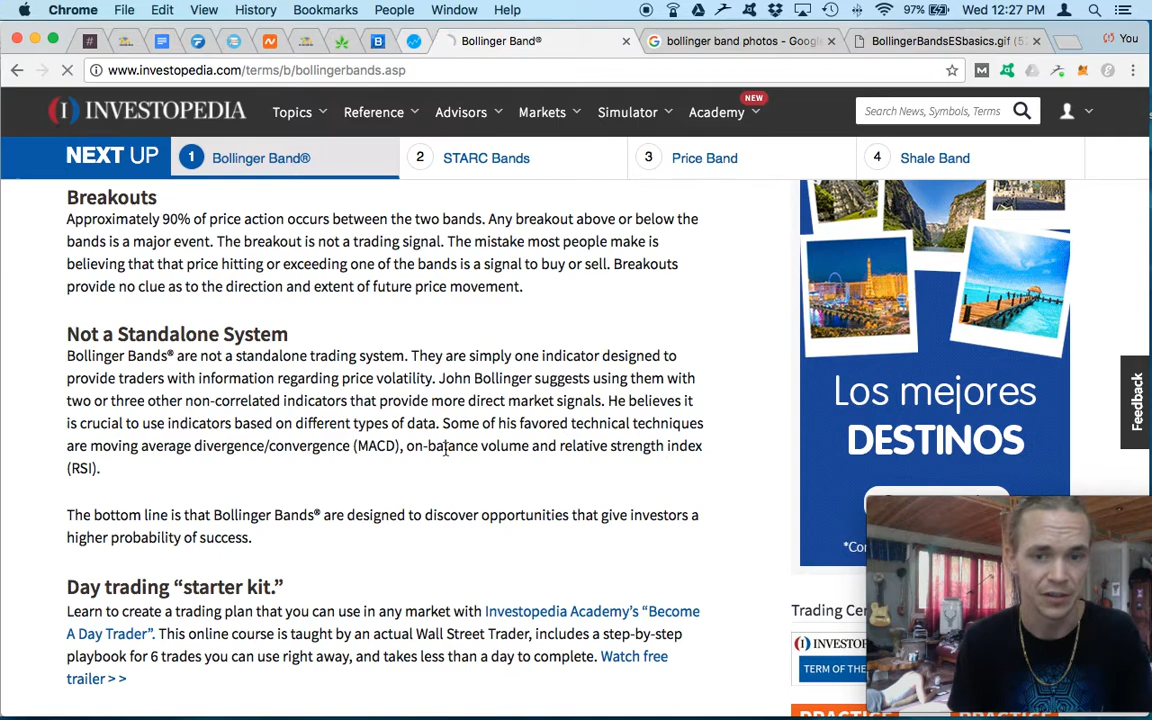 Chrome File Edit View History Bookmarks People Window Help 97% Wed 12:27 PM
Bollinger Band® × bollinger band photos - Google × BollingerBandsESbasics.gif (5 × You
www.investopedia.com/terms/b/bollingerbands.asp
INVESTOPEDIA Topics Reference Advisors Markets Simulator Academy NEW Search News, Symbols, Terms
NEXT UP 1 Bollinger Band® 2 STARC Bands 3 Price Band 4 Shale Band
Breakouts
Approximately 90% of price action occurs between the two bands. Any breakout above or below the
bands is a major event. The breakout is not a trading signal. The mistake most people make is
believing that that price hitting or exceeding one of the bands is a signal to buy or sell. Breakouts
provide no clue as to the direction and extent of future price movement.
Not a Standalone System
Bollinger Bands® are not a standalone trading system. They are simply one indicator designed to
provide traders with information regarding price volatility. John Bollinger suggests using them with
two or three other non-correlated indicators that provide more direct market signals. He believes it
is crucial to use indicators based on different types of data. Some of his favored technical techniques
are moving average divergence/convergence (MACD), on-balance volume and relative strength index
(RSI).
The bottom line is that Bollinger Bands® are designed to discover opportunities that give investors a
higher probability of success.
Day trading “starter kit.”
Learn to create a trading plan that you can use in any market with Investopedia Academy’s “Become
A Day Trader”. This online course is taught by an actual Wall Street Trader, includes a step-by-step
playbook for 6 trades you can use right away, and takes less than a day to complete. Watch free
trailer > >
Los mejores
DESTINOS
Feedback
Trading Cen
INVESTO
TERM OF THE